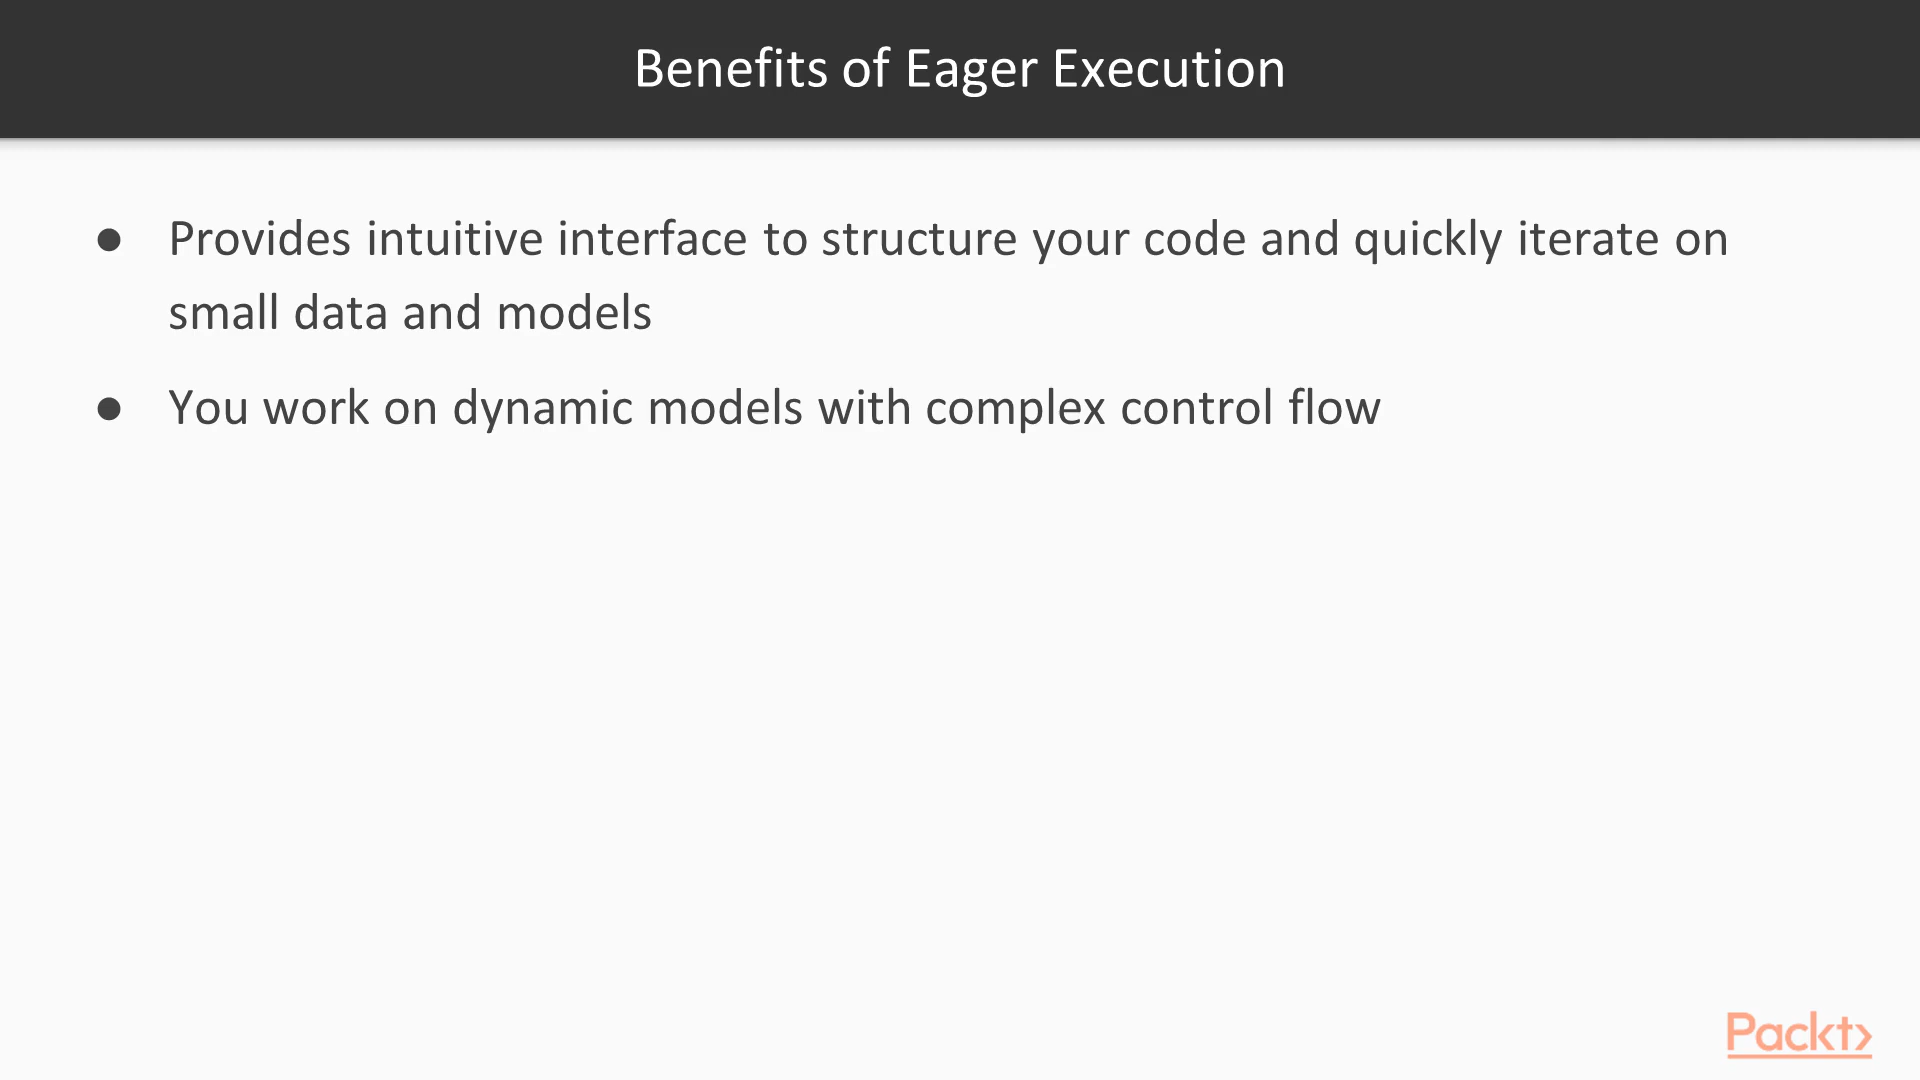 Benefits of Eager Execution
● Provides intuitive interface to structure your code and quickly iterate on
small data and models
● You work on dynamic models with complex control flow
Packt>